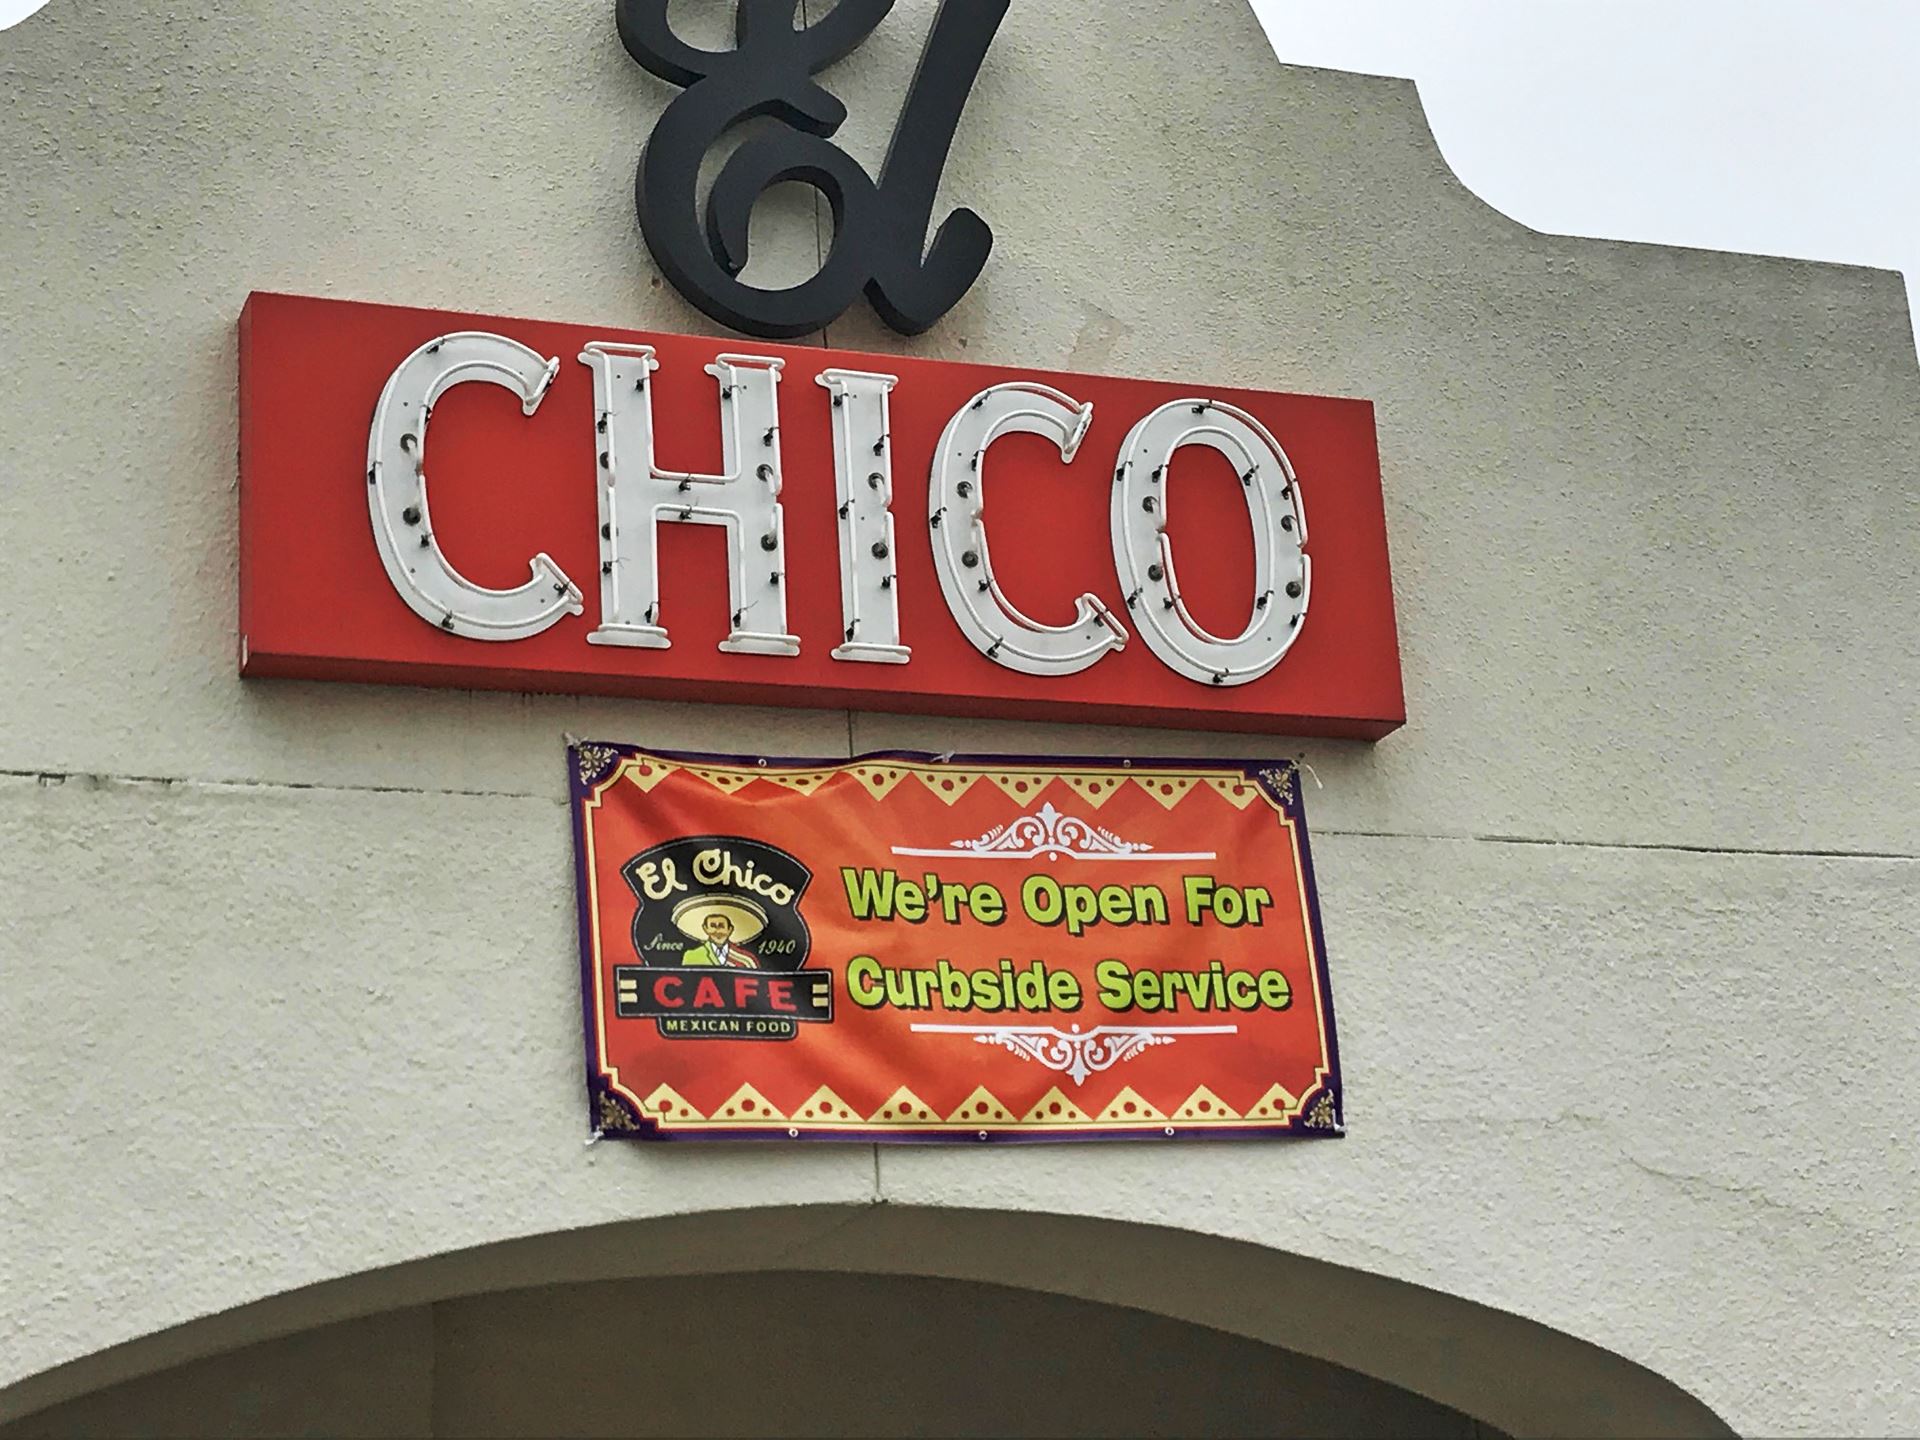 El
CHICO
El Chico
Since 1940
CAFE
MEXICAN FOOD
We're Open For
Curbside Service